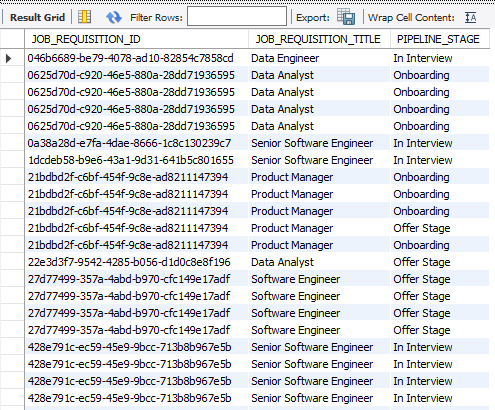 Result Grid Filter Rows: Export: Wrap Cell Content:
JOB_REQUISITION_ID JOB_REQUISITION_TITLE PIPELINE_STAGE
046b6689-be79-4078-ad10-82854c7858cd Data Engineer In Interview
0625d70d-c920-46e5-880a-28dd71936595 Data Analyst Onboarding
0625d70d-c920-46e5-880a-28dd71936595 Data Analyst Onboarding
0625d70d-c920-46e5-880a-28dd71936595 Data Analyst Onboarding
0625d70d-c920-46e5-880a-28dd71936595 Data Analyst Onboarding
0a38a28d-e7fa-4dae-8666-1c8c130239c7 Senior Software Engineer In Interview
1dcdeb58-b9e6-43a1-9d31-641b5c801655 Senior Software Engineer In Interview
21bdbd2f-c6bf-454f-9c8e-ad8211147394 Product Manager Onboarding
21bdbd2f-c6bf-454f-9c8e-ad8211147394 Product Manager Onboarding
21bdbd2f-c6bf-454f-9c8e-ad8211147394 Product Manager Onboarding
21bdbd2f-c6bf-454f-9c8e-ad8211147394 Product Manager Offer Stage
21bdbd2f-c6bf-454f-9c8e-ad8211147394 Product Manager Onboarding
22e3d3f7-9542-4285-b056-d1d0c8e8f196 Data Analyst Offer Stage
27d77499-357a-4abd-b970-cfc149e17adf Software Engineer Offer Stage
27d77499-357a-4abd-b970-cfc149e17adf Software Engineer Offer Stage
27d77499-357a-4abd-b970-cfc149e17adf Software Engineer Offer Stage
27d77499-357a-4abd-b970-cfc149e17adf Software Engineer Offer Stage
428e791c-ec59-45e9-9bcc-713b8b967e5b Senior Software Engineer In Interview
428e791c-ec59-45e9-9bcc-713b8b967e5b Senior Software Engineer In Interview
428e791c-ec59-45e9-9bcc-713b8b967e5b Senior Software Engineer In Interview
428e791c-ec59-45e9-9bcc-713b8b967e5b Senior Software Engineer In Interview